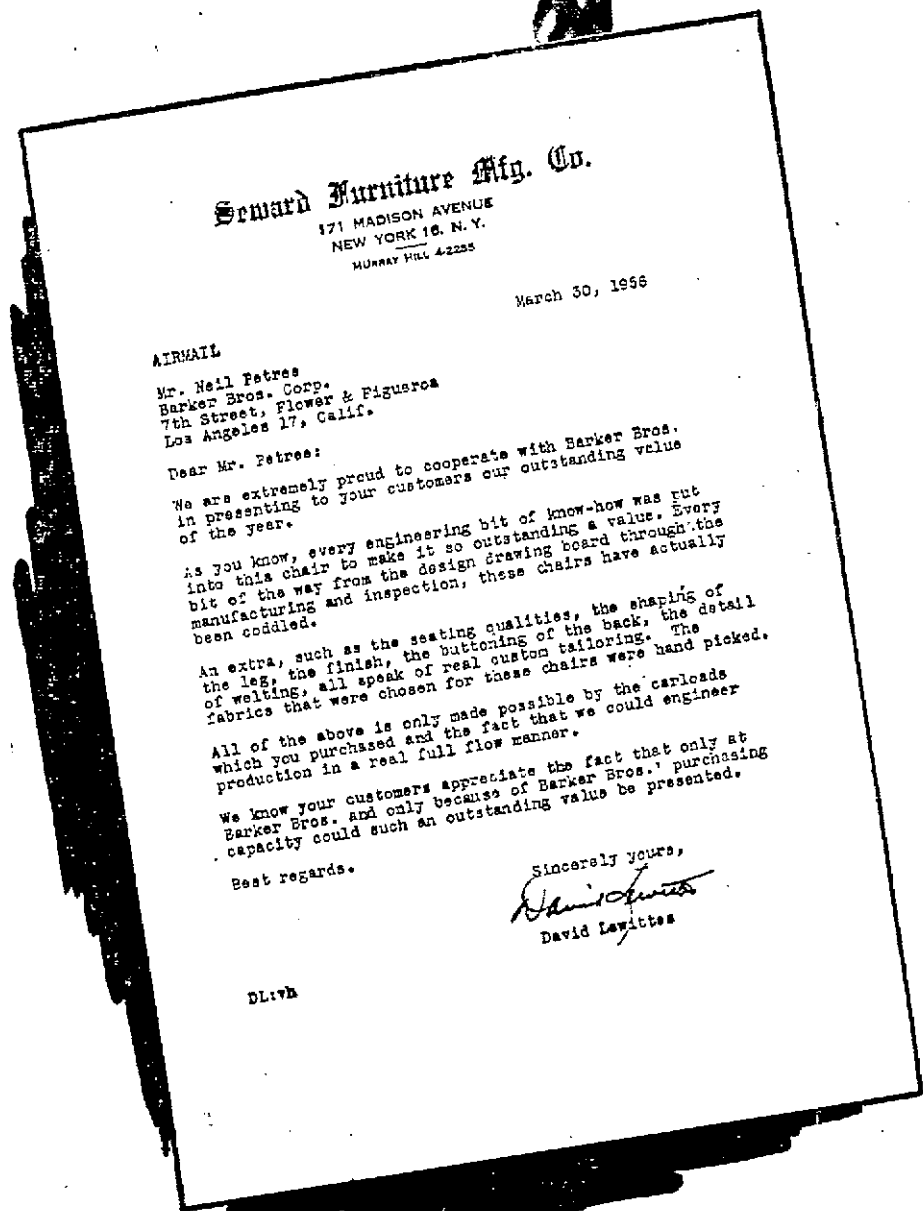 Seward Furniture Mfg. Co.
171 MADISON AVENUE
NEW YORK 16. N. Y.
MURRAY HILL 4-2235
March 30, 1956
AIRMAIL
Mr. Neil Petree
Barker Bros. Corp.
7th Street, Flower & Figueroa
Los Angeles 17, Calif.
Dear Mr. Petree:
We are extremely proud to cooperate with Barker Bros.
in presenting to your customers our outstanding value
of the year.
As you know, every engineering bit of know-how was put
into this chair to make it so outstanding a value. Every
bit of the way from the design drawing board through the
manufacturing and inspection, these chairs have actually
been coddled.
An extra, such as the seating qualities, the shaping of
the leg, the finish, the buttoning of the back, the detail
of welting, all speak of real custom tailoring. The
fabrics that were chosen for these chairs were hand picked.
All of the above is only made possible by the carloads
which you purchased and the fact that we could engineer
production in a real full flow manner.
We know your customers appreciate the fact that only at
Barker Bros. and only because of Barker Bros.' purchasing
capacity could such an outstanding value be presented.
Best regards.
Sincerely yours,
David Lewittes
David Lewittes
DL:vh